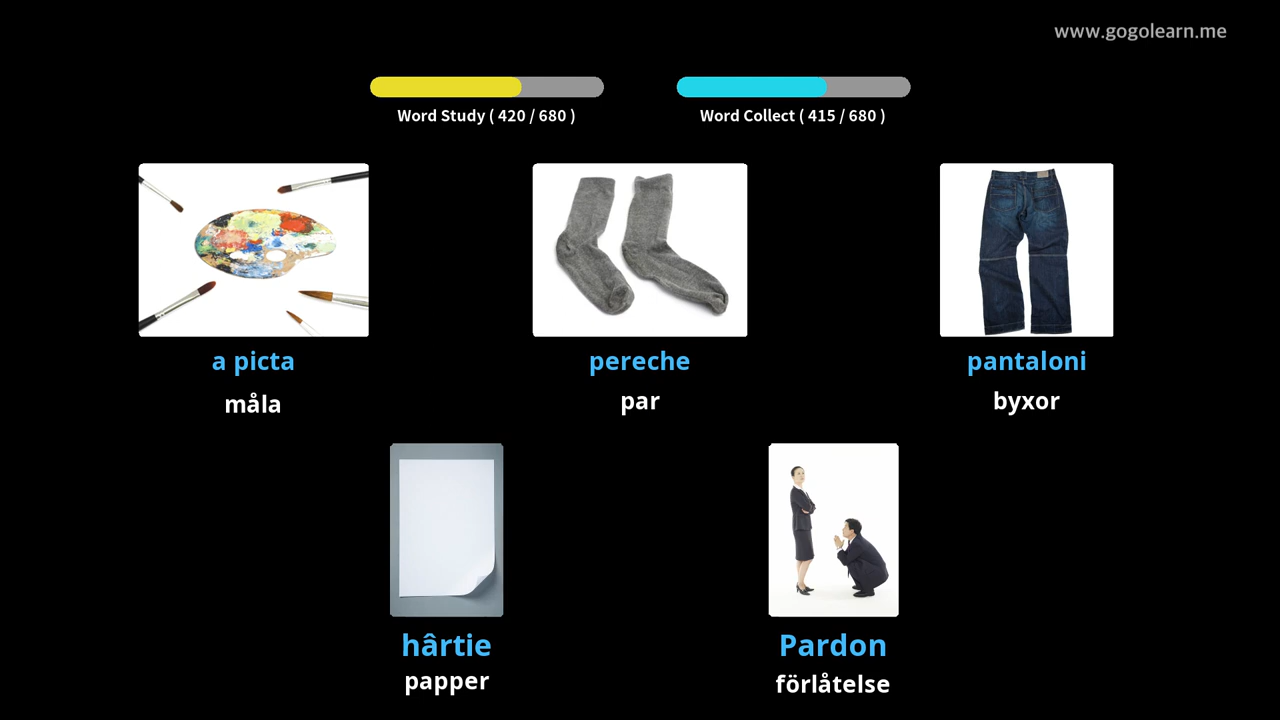 www.gogolearn.me
Word Study ( 420 / 680 )
Word Collect ( 415 / 680 )
a picta
måla
pereche
par
pantaloni
byxor
hârtie
papper
Pardon
förlåtelse